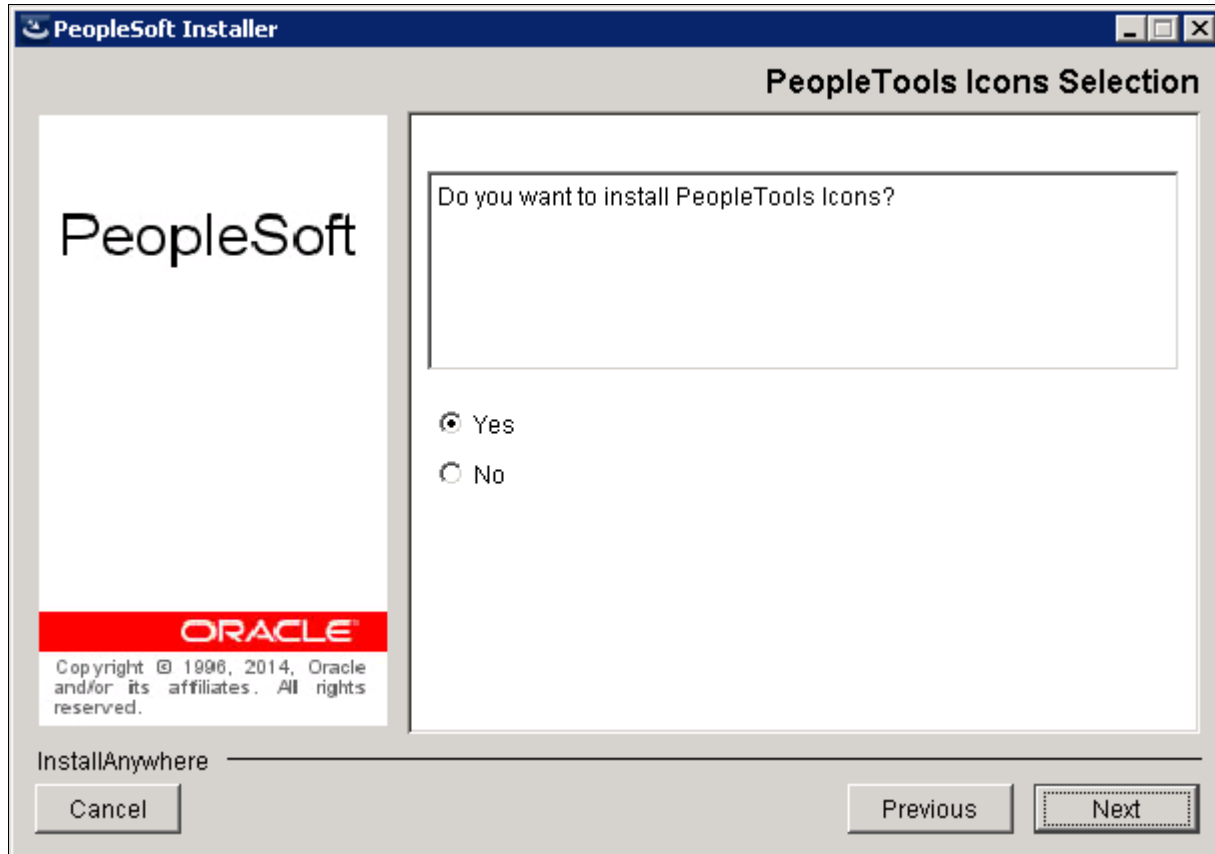 PeopleSoft Installer
PeopleTools Icons Selection
PeopleSoft
Do you want to install PeopleTools Icons?
Yes
No
ORACLE
Copyright © 1996, 2014, Oracle
and/or its affiliates. All rights
reserved.
InstallAnywhere
Cancel
Previous
Next